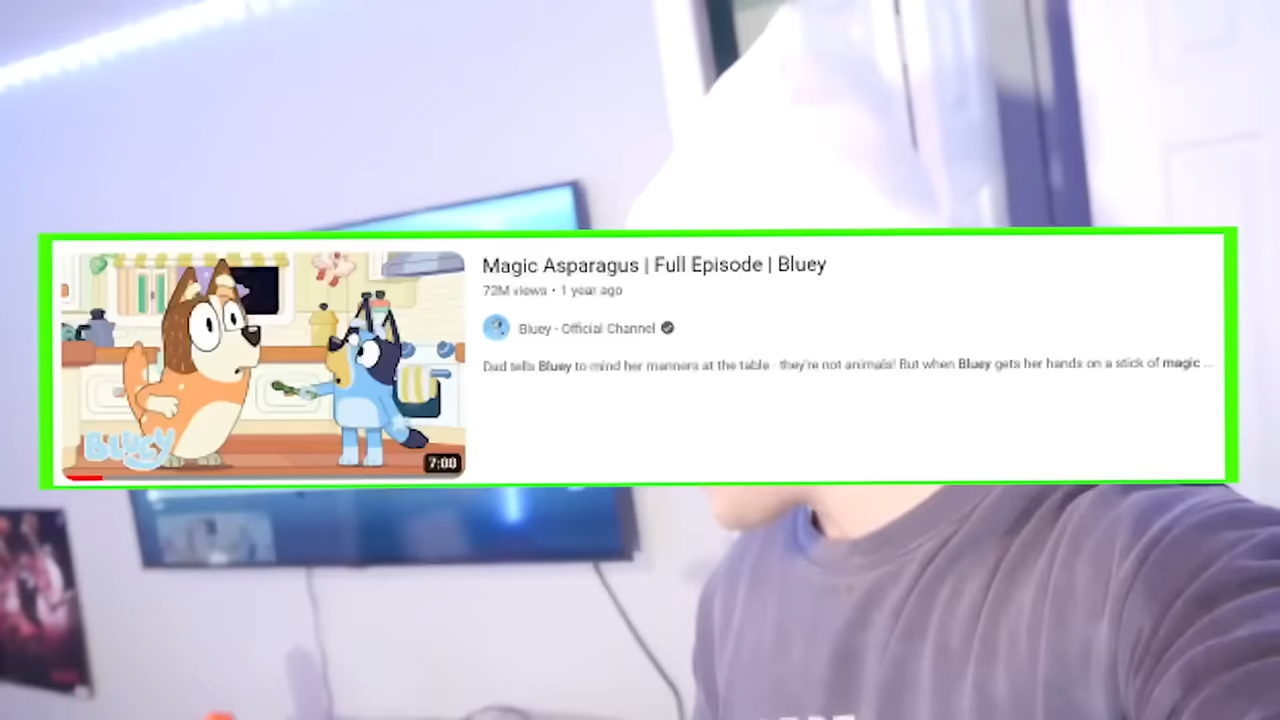 Magic Asparagus | Full Episode | Bluey
72M views • 1 year ago
Bluey - Official Channel
Dad tells Bluey to mind her manners at the table - they're not animals! But when Bluey gets her hands on a stick of magic ...
BLUEY
7:00